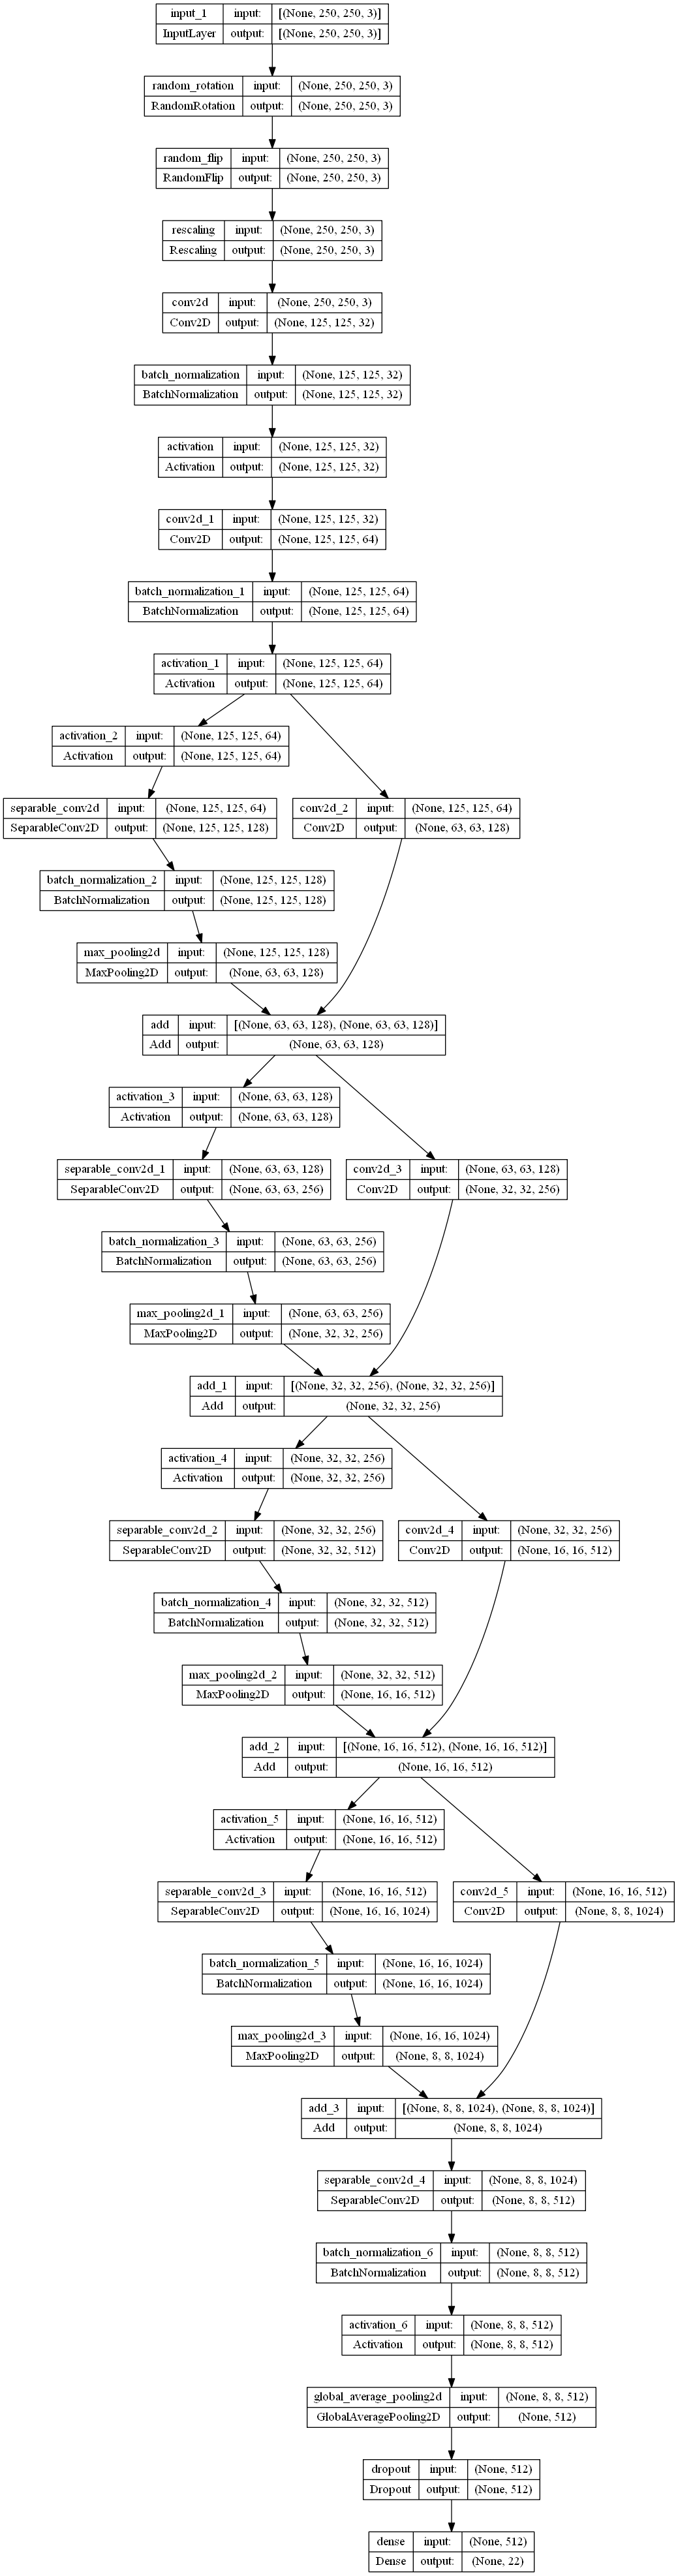 input_1 input: [(None, 250, 250, 3)]
InputLayer output: [(None, 250, 250, 3)]
random_rotation input: (None, 250, 250, 3)
RandomRotation output: (None, 250, 250, 3)
random_flip input: (None, 250, 250, 3)
RandomFlip output: (None, 250, 250, 3)
rescaling input: (None, 250, 250, 3)
Rescaling output: (None, 250, 250, 3)
conv2d input: (None, 250, 250, 3)
Conv2D output: (None, 125, 125, 32)
batch_normalization input: (None, 125, 125, 32)
BatchNormalization output: (None, 125, 125, 32)
activation input: (None, 125, 125, 32)
Activation output: (None, 125, 125, 32)
conv2d_1 input: (None, 125, 125, 32)
Conv2D output: (None, 125, 125, 64)
batch_normalization_1 input: (None, 125, 125, 64)
BatchNormalization output: (None, 125, 125, 64)
activation_1 input: (None, 125, 125, 64)
Activation output: (None, 125, 125, 64)
activation_2 input: (None, 125, 125, 64)
Activation output: (None, 125, 125, 64)
separable_conv2d input: (None, 125, 125, 64)
SeparableConv2D output: (None, 125, 125, 128)
conv2d_2 input: (None, 125, 125, 64)
Conv2D output: (None, 63, 63, 128)
batch_normalization_2 input: (None, 125, 125, 128)
BatchNormalization output: (None, 125, 125, 128)
max_pooling2d input: (None, 125, 125, 128)
MaxPooling2D output: (None, 63, 63, 128)
add input: [(None, 63, 63, 128), (None, 63, 63, 128)]
Add output: (None, 63, 63, 128)
activation_3 input: (None, 63, 63, 128)
Activation output: (None, 63, 63, 128)
separable_conv2d_1 input: (None, 63, 63, 128)
SeparableConv2D output: (None, 63, 63, 256)
conv2d_3 input: (None, 63, 63, 128)
Conv2D output: (None, 32, 32, 256)
batch_normalization_3 input: (None, 63, 63, 256)
BatchNormalization output: (None, 63, 63, 256)
max_pooling2d_1 input: (None, 63, 63, 256)
MaxPooling2D output: (None, 32, 32, 256)
add_1 input: [(None, 32, 32, 256), (None, 32, 32, 256)]
Add output: (None, 32, 32, 256)
activation_4 input: (None, 32, 32, 256)
Activation output: (None, 32, 32, 256)
separable_conv2d_2 input: (None, 32, 32, 256)
SeparableConv2D output: (None, 32, 32, 512)
conv2d_4 input: (None, 32, 32, 256)
Conv2D output: (None, 16, 16, 512)
batch_normalization_4 input: (None, 32, 32, 512)
BatchNormalization output: (None, 32, 32, 512)
max_pooling2d_2 input: (None, 32, 32, 512)
MaxPooling2D output: (None, 16, 16, 512)
add_2 input: [(None, 16, 16, 512), (None, 16, 16, 512)]
Add output: (None, 16, 16, 512)
activation_5 input: (None, 16, 16, 512)
Activation output: (None, 16, 16, 512)
separable_conv2d_3 input: (None, 16, 16, 512)
SeparableConv2D output: (None, 16, 16, 1024)
conv2d_5 input: (None, 16, 16, 512)
Conv2D output: (None, 8, 8, 1024)
batch_normalization_5 input: (None, 16, 16, 1024)
BatchNormalization output: (None, 16, 16, 1024)
max_pooling2d_3 input: (None, 16, 16, 1024)
MaxPooling2D output: (None, 8, 8, 1024)
add_3 input: [(None, 8, 8, 1024), (None, 8, 8, 1024)]
Add output: (None, 8, 8, 1024)
separable_conv2d_4 input: (None, 8, 8, 1024)
SeparableConv2D output: (None, 8, 8, 512)
batch_normalization_6 input: (None, 8, 8, 512)
BatchNormalization output: (None, 8, 8, 512)
activation_6 input: (None, 8, 8, 512)
Activation output: (None, 8, 8, 512)
global_average_pooling2d input: (None, 8, 8, 512)
GlobalAveragePooling2D output: (None, 512)
dropout input: (None, 512)
Dropout output: (None, 512)
dense input: (None, 512)
Dense output: (None, 22)